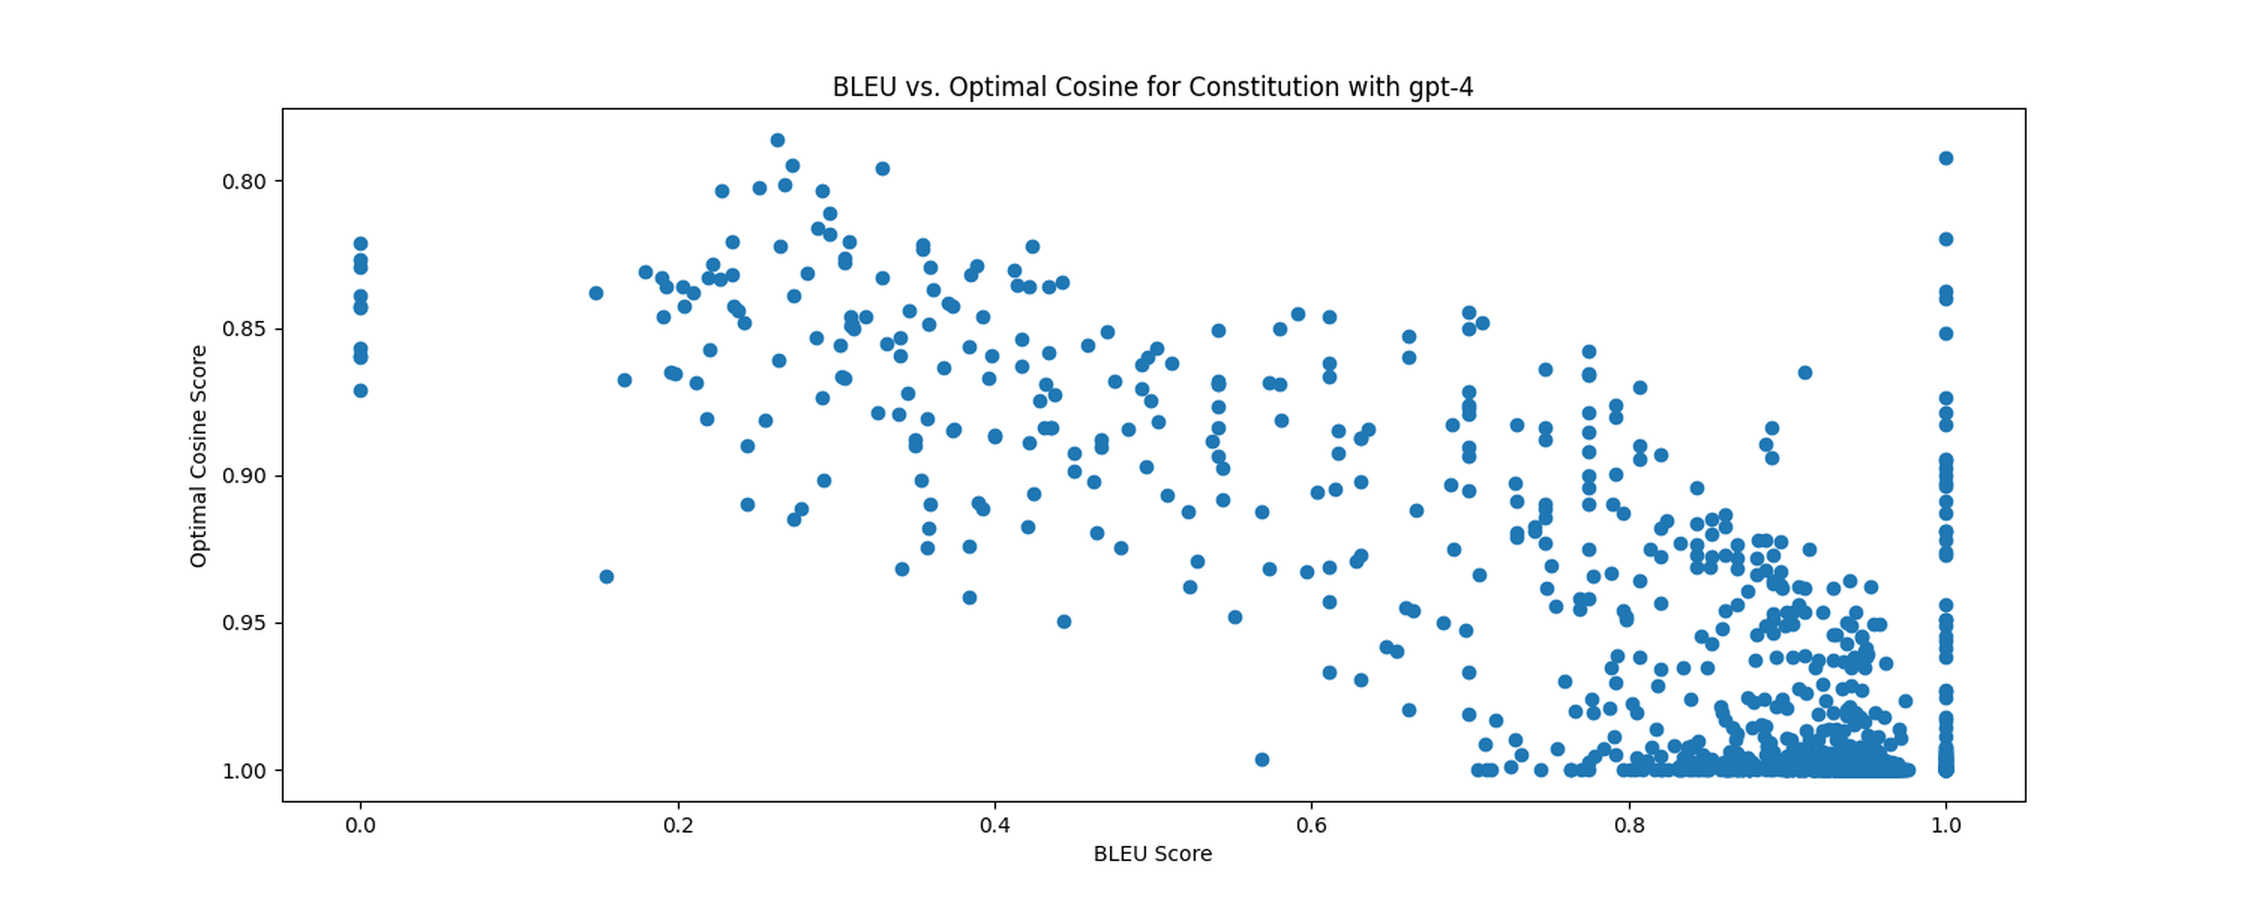 BLEU vs. Optimal Cosine for Constitution with gpt-4
Optimal Cosine Score
0.80
0.85
0.90
0.95
1.00
0.0 0.2 0.4 0.6 0.8 1.0
BLEU Score